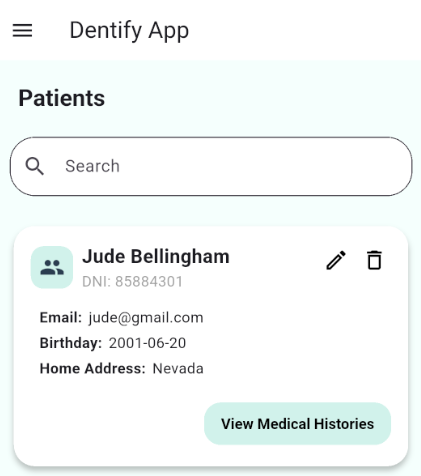 Dentify App
Patients
Search
Jude Bellingham
DNI: 85884301
Email: jude@gmail.com
Birthday: 2001-06-20
Home Address: Nevada
View Medical Histories